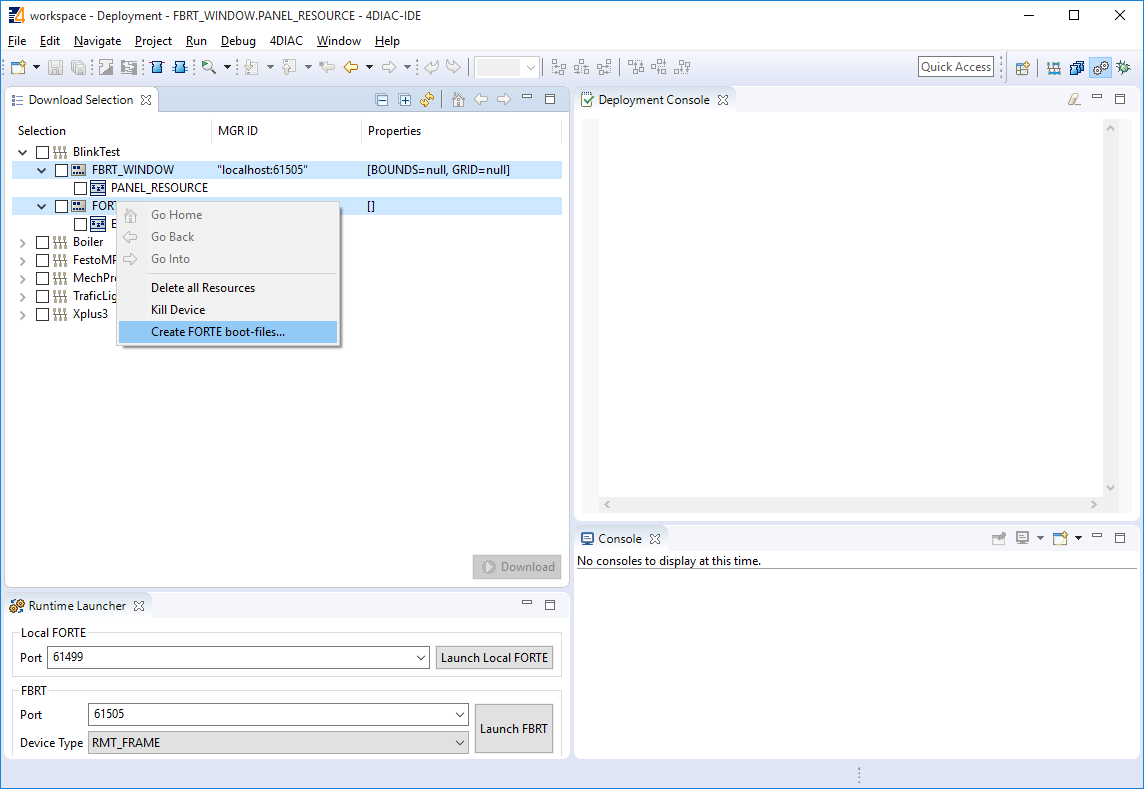 workspace - Deployment - FBRT_WINDOW.PANEL_RESOURCE - 4DIAC-IDE
File Edit Navigate Project Run Debug 4DIAC Window Help
Quick Access
Download Selection
Selection MGR ID Properties
BlinkTest
FBRT_WINDOW "localhost:61505" [BOUNDS=null, GRID=null]
PANEL_RESOURCE
[]
Go Home
Go Back
Boiler
Go Into
Delete all Resources
Kill Device
Xplus3
Create FORTE boot-files...
Download
Deployment Console
Console
No consoles to display at this time.
Runtime Launcher
Local FORTE
Port 61499 Launch Local FORTE
FBRT
Port 61505
Launch FBRT
Device Type RMT_FRAME